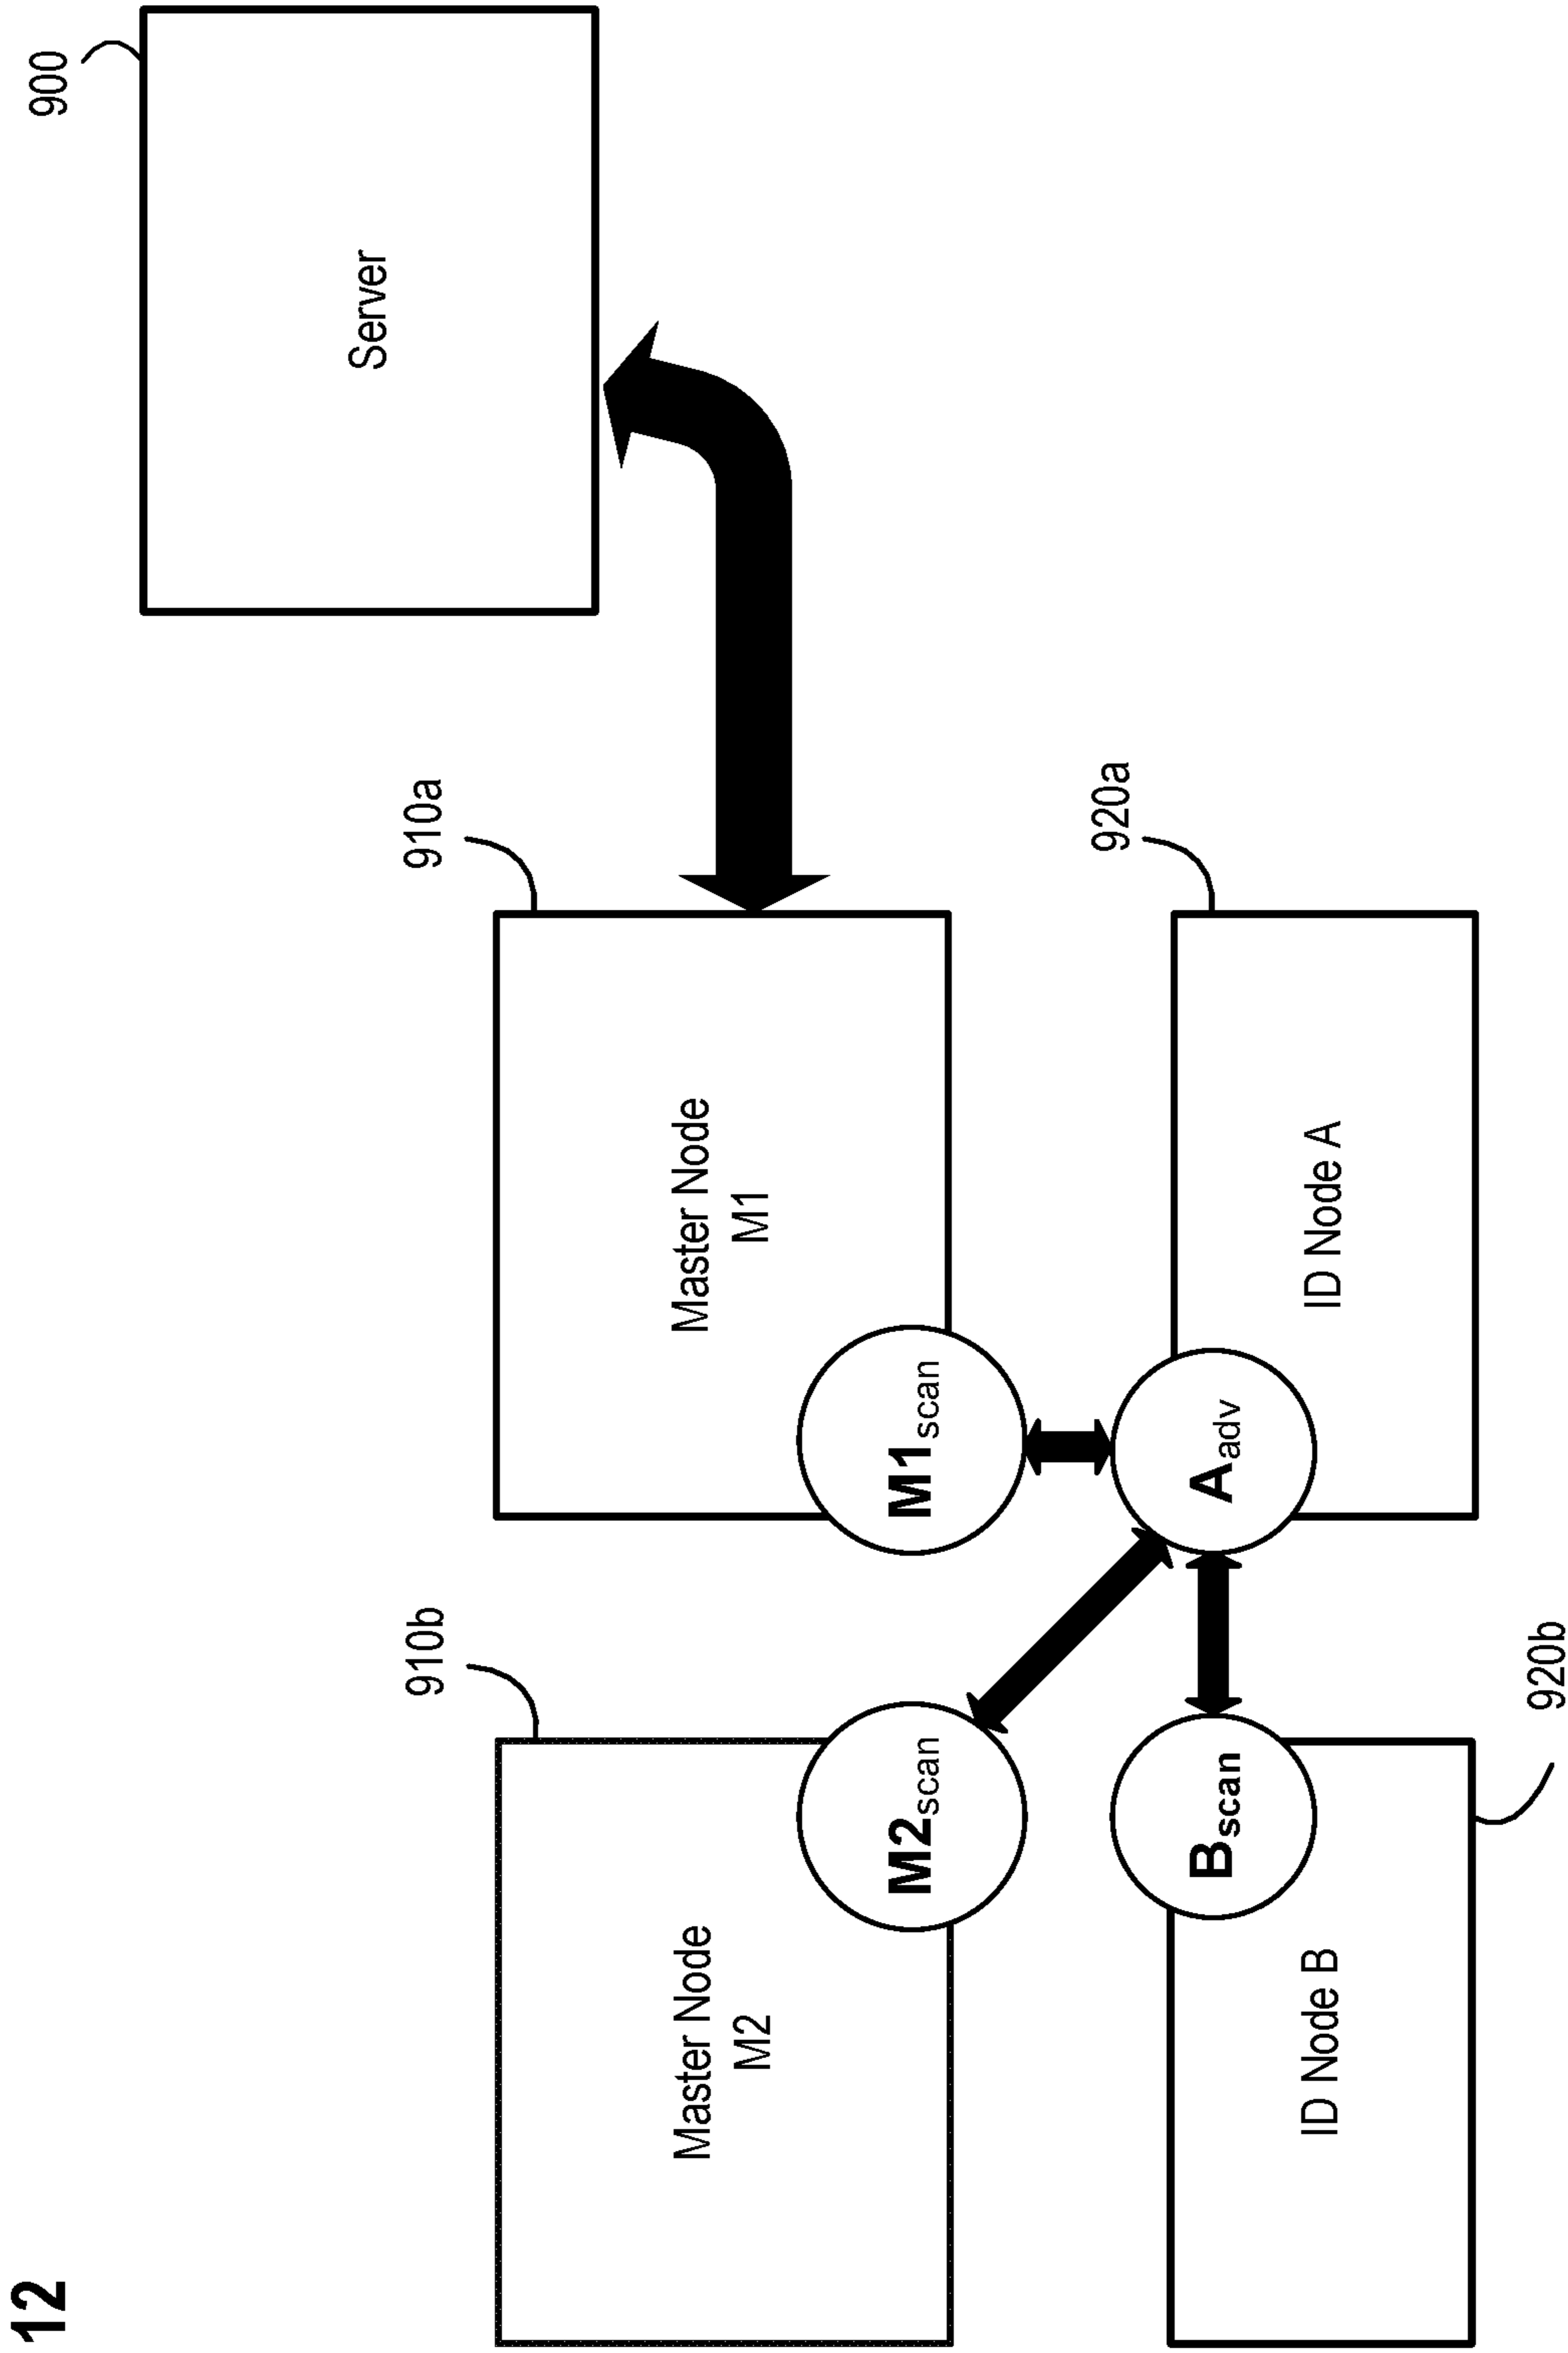 12
900
Server
910b
910a
Master Node
M2
Master Node
M1
M2scan
M1scan
920a
Bscan
Aadv
ID Node B
ID Node A
920b